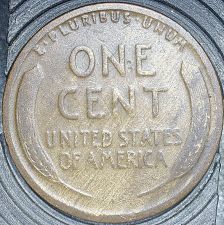 E·PLURIBUS·UNUM
ONE
CENT
UNITED STATES
OF AMERICA